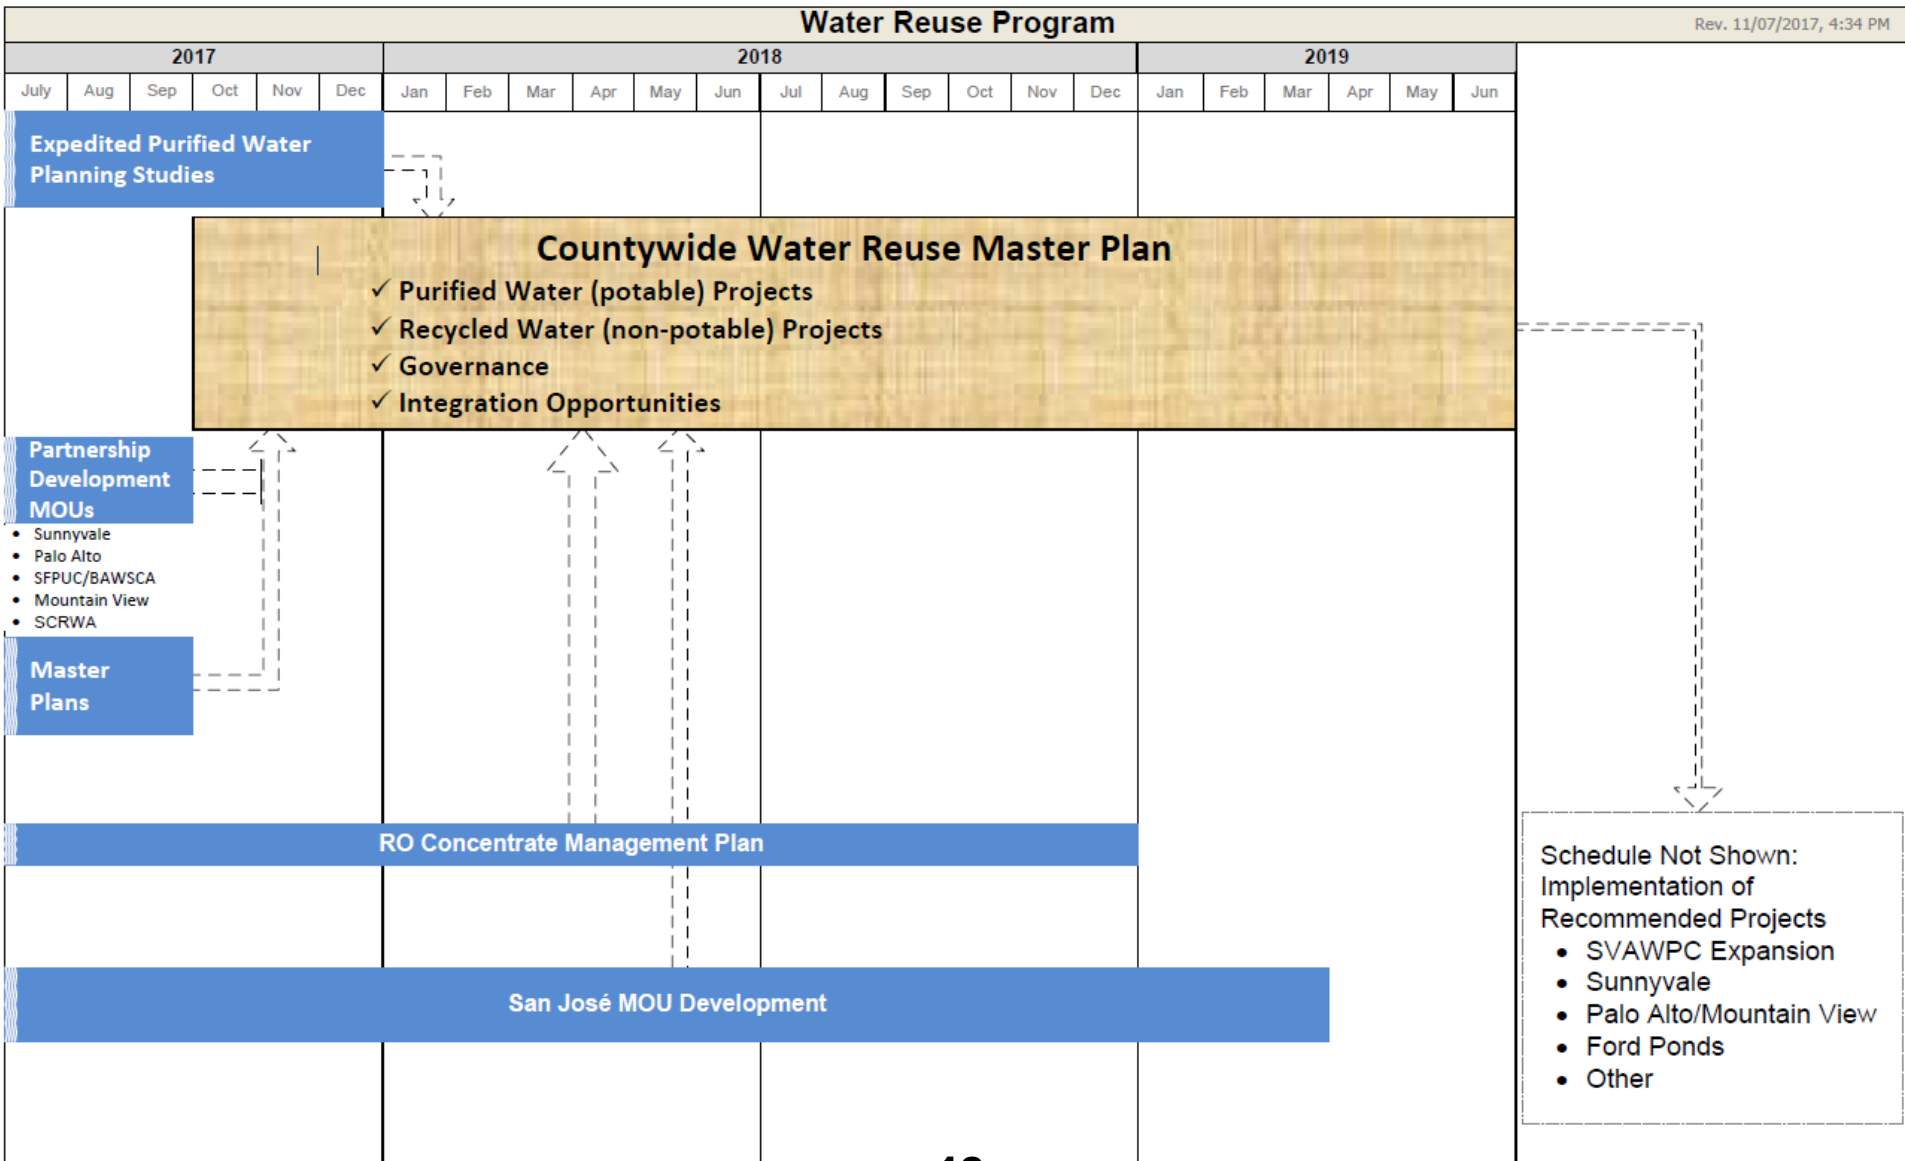 Water Reuse Program
Rev. 11/07/2017, 4:34 PM
2017 2018 2019
July Aug Sep Oct Nov Dec Jan Feb Mar Apr May Jun Jul Aug Sep Oct Nov Dec Jan Feb Mar Apr May Jun
Expedited Purified Water
Planning Studies
Countywide Water Reuse Master Plan
✓ Purified Water (potable) Projects
✓ Recycled Water (non-potable) Projects
✓ Governance
✓ Integration Opportunities
Partnership
Development
MOUs
• Sunnyvale
• Palo Alto
• SFPUC/BAWSCA
• Mountain View
• SCRWA
Master
Plans
RO Concentrate Management Plan
San José MOU Development
Schedule Not Shown:
Implementation of
Recommended Projects
• SVAWPC Expansion
• Sunnyvale
• Palo Alto/Mountain View
• Ford Ponds
• Other